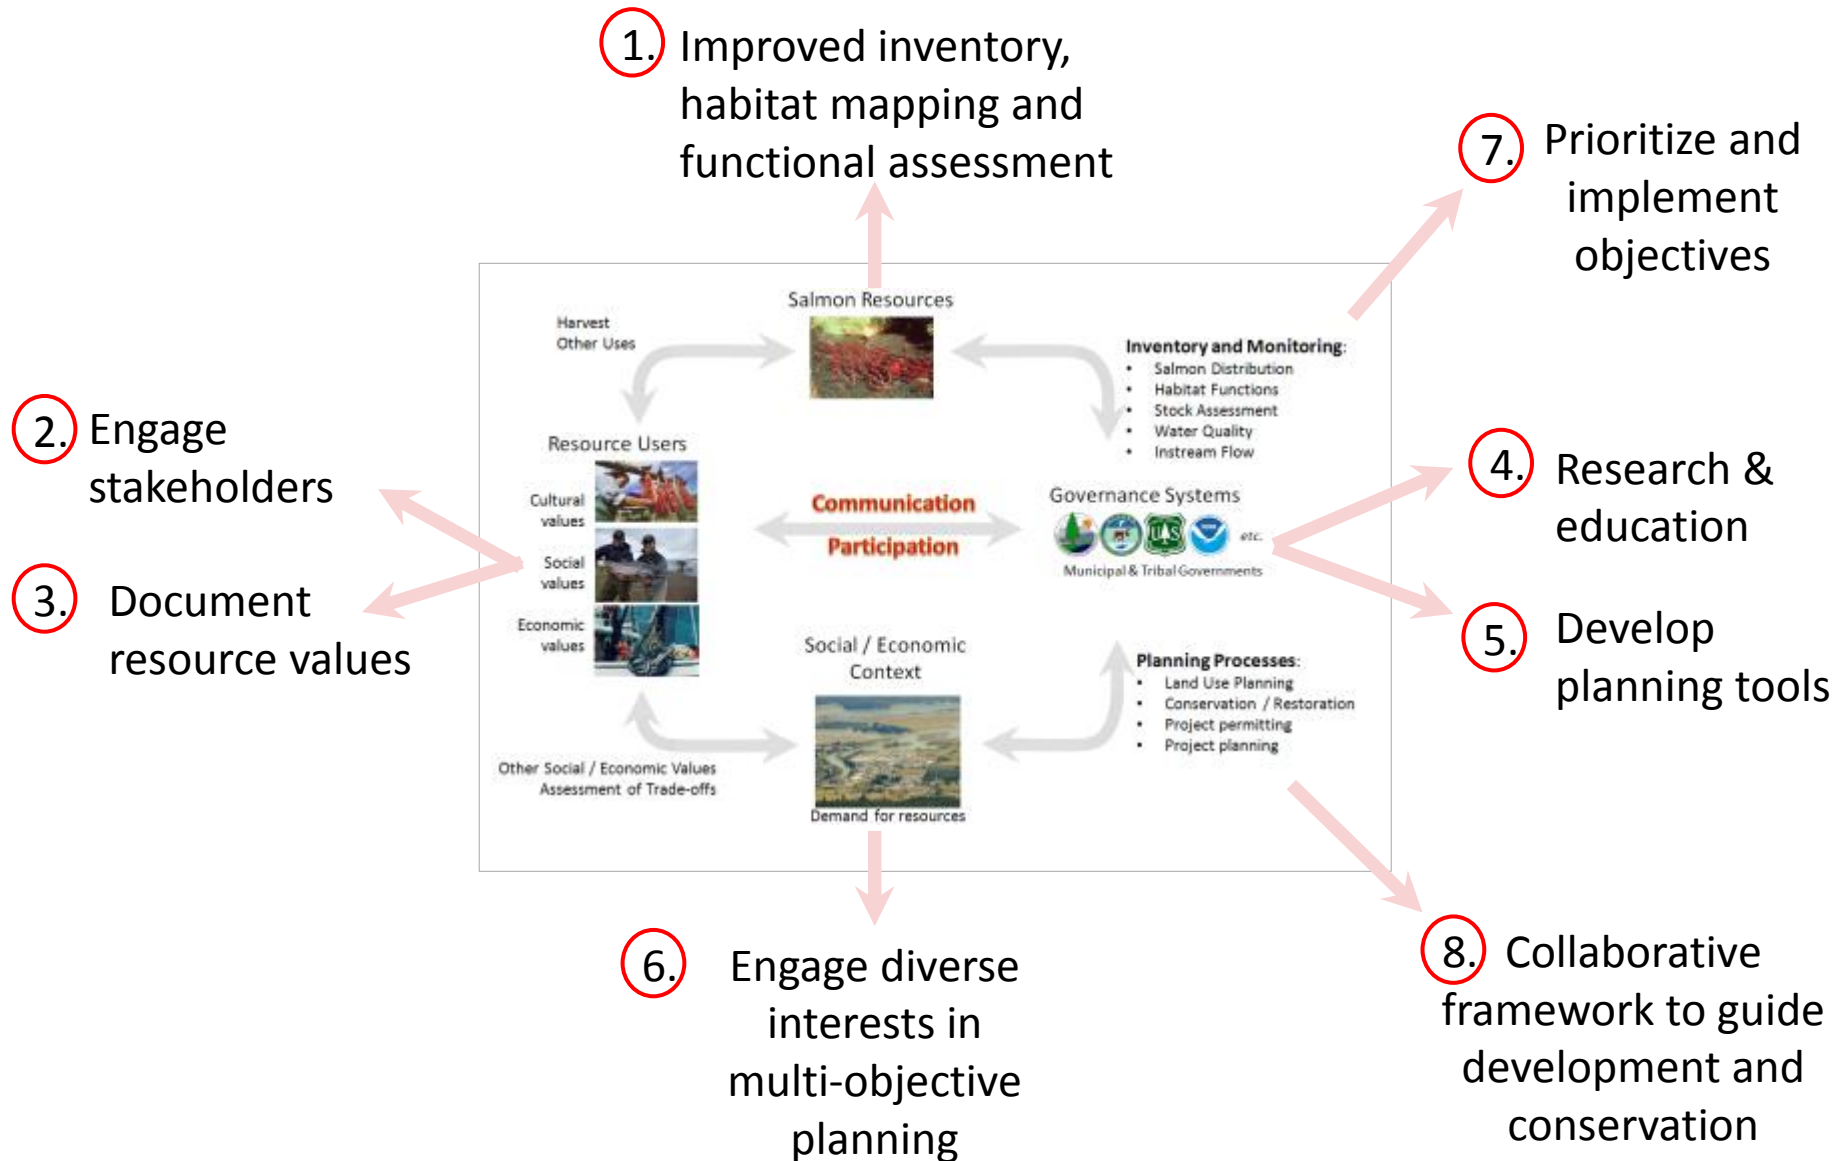 1. Improved inventory,
habitat mapping and
functional assessment
7. Prioritize and
implement
objectives
2. Engage
stakeholders
3. Document
resource values
4. Research &
education
5. Develop
planning tools
6. Engage diverse
interests in
multi-objective
planning
8. Collaborative
framework to guide
development and
conservation
Salmon Resources
Harvest
Other Uses
Inventory and Monitoring:
• Salmon Distribution
• Habitat Functions
• Stock Assessment
• Water Quality
• Instream Flow
Resource Users
Cultural
values
Social
values
Economic
values
Communication
Participation
Governance Systems
UAS
etc.
Municipal & Tribal Governments
Social / Economic
Context
Demand for resources
Planning Processes:
• Land Use Planning
• Conservation / Restoration
• Project permitting
• Project planning
Other Social / Economic Values
Assessment of Trade-offs